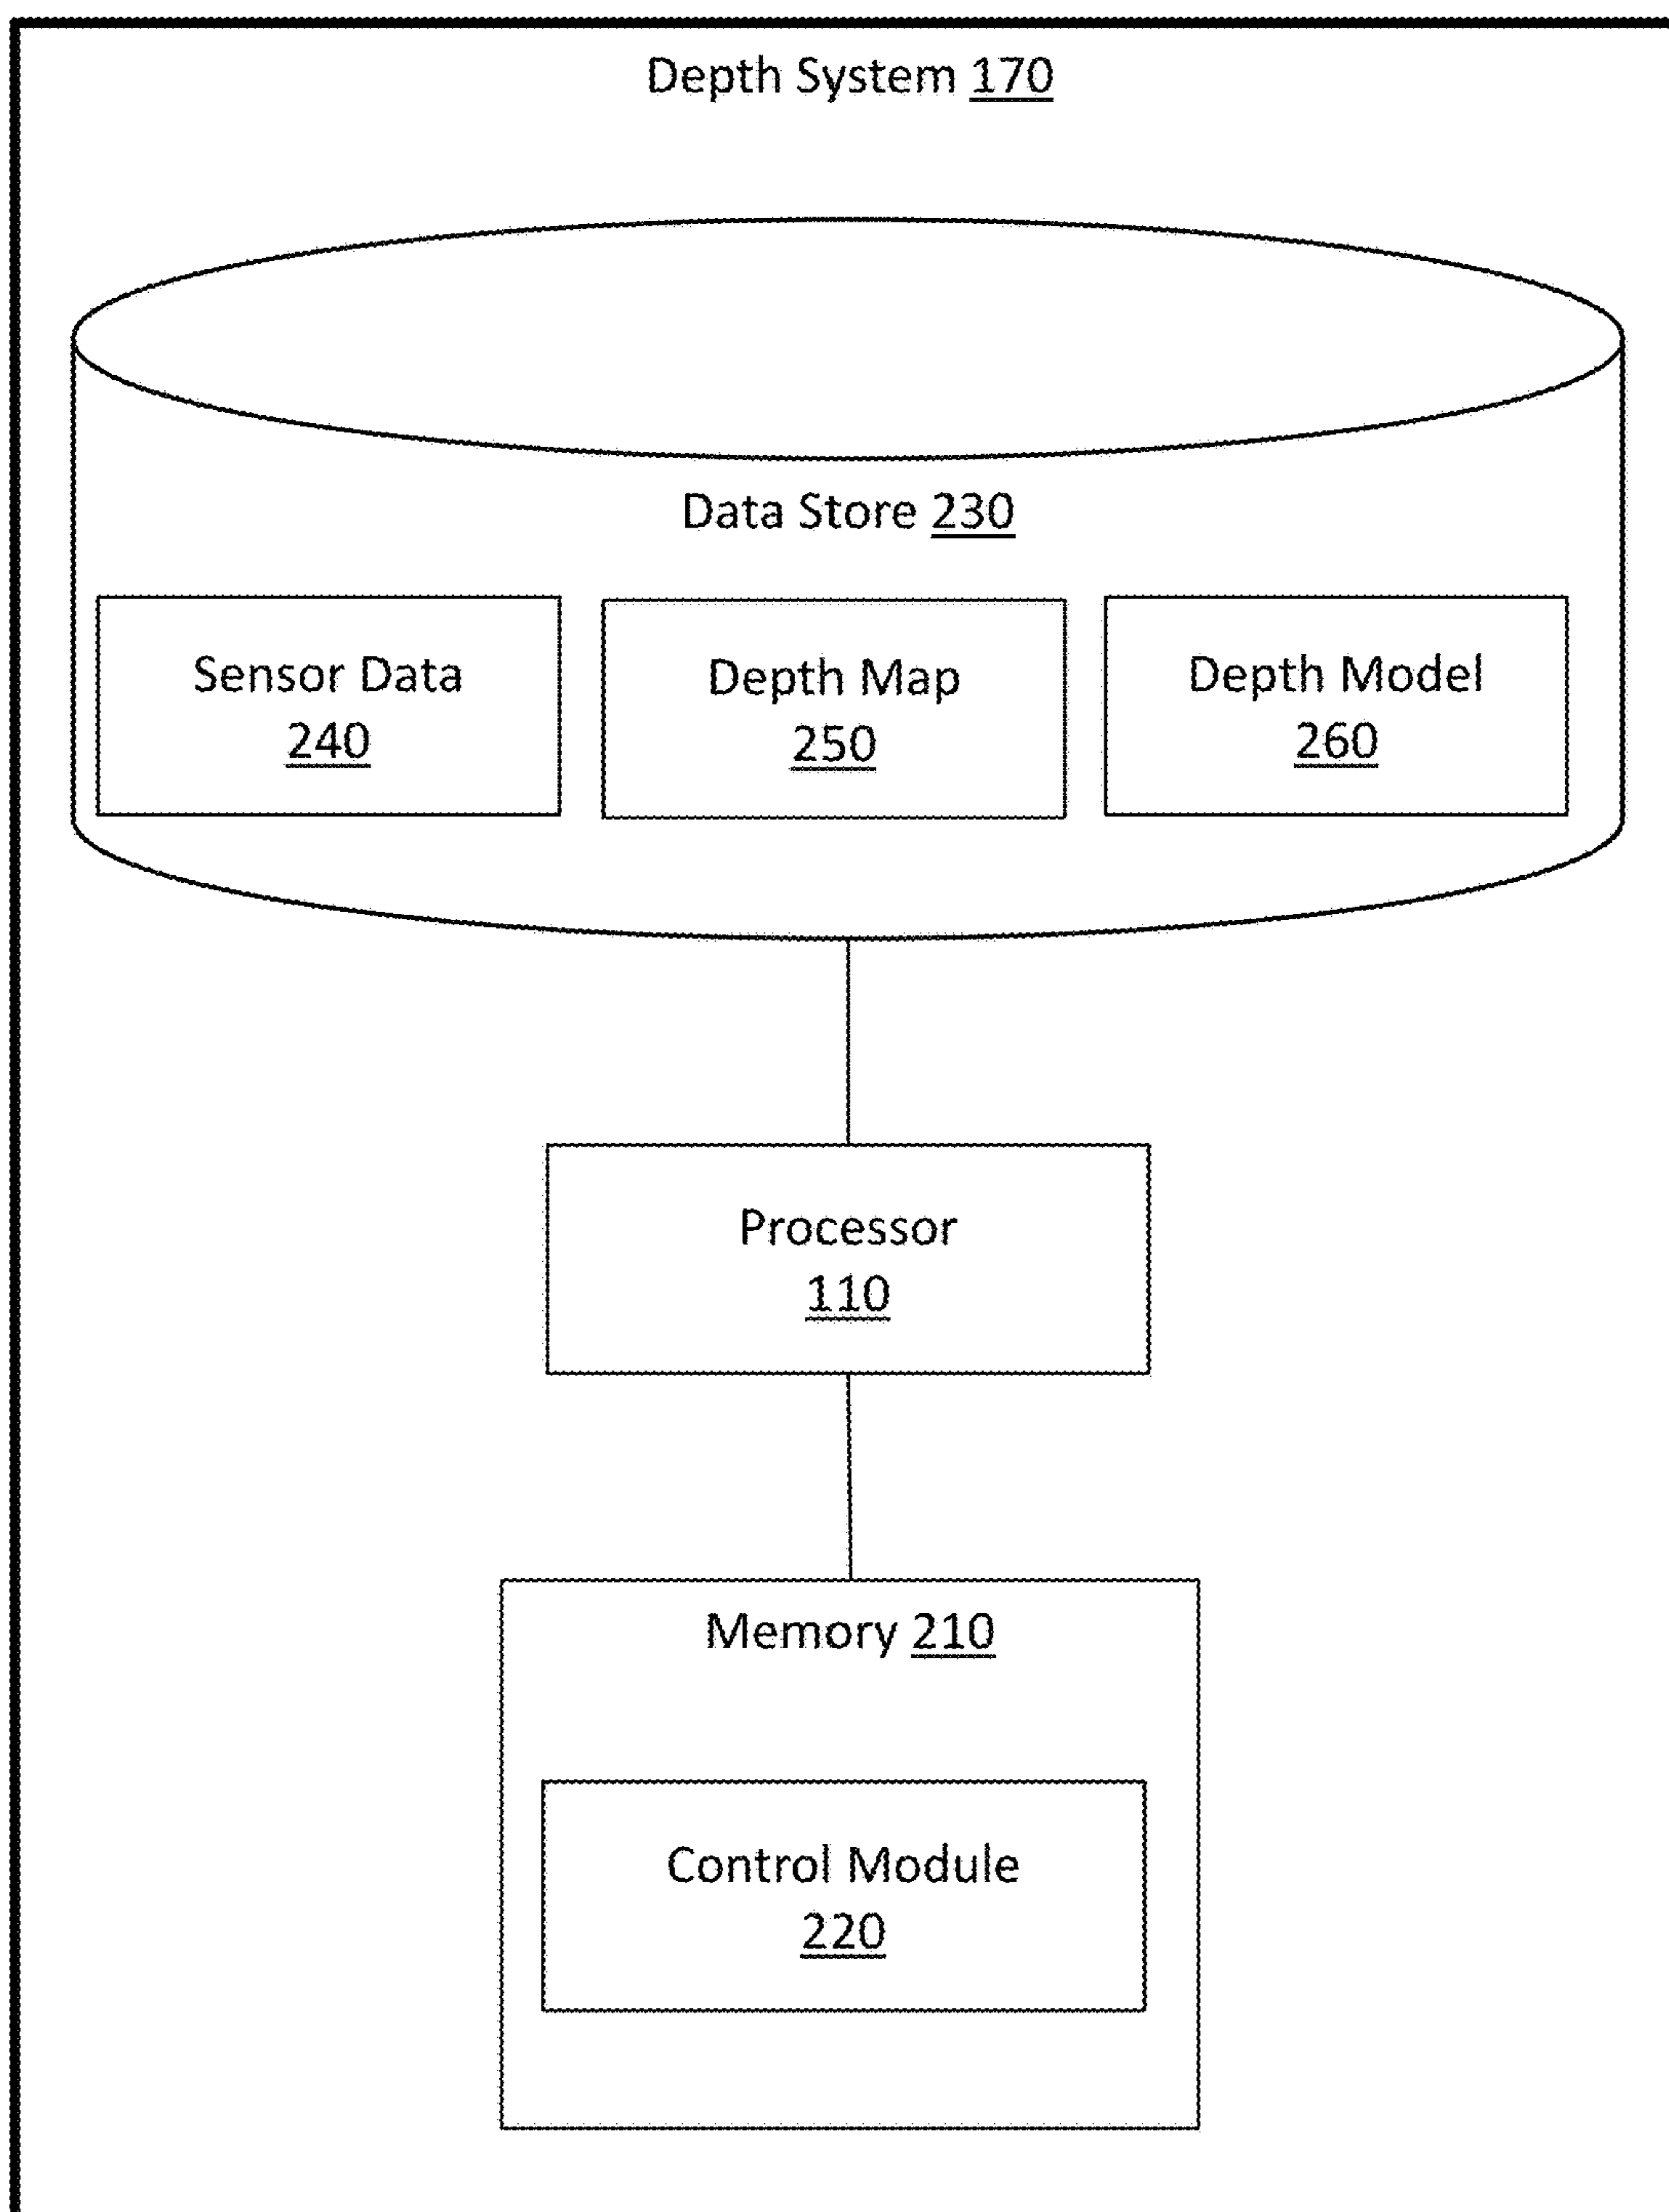 Depth System 170
Data Store 230
Sensor Data
240
Depth Map
250
Depth Model
260
Processor
110
Memory 210
Control Module
220